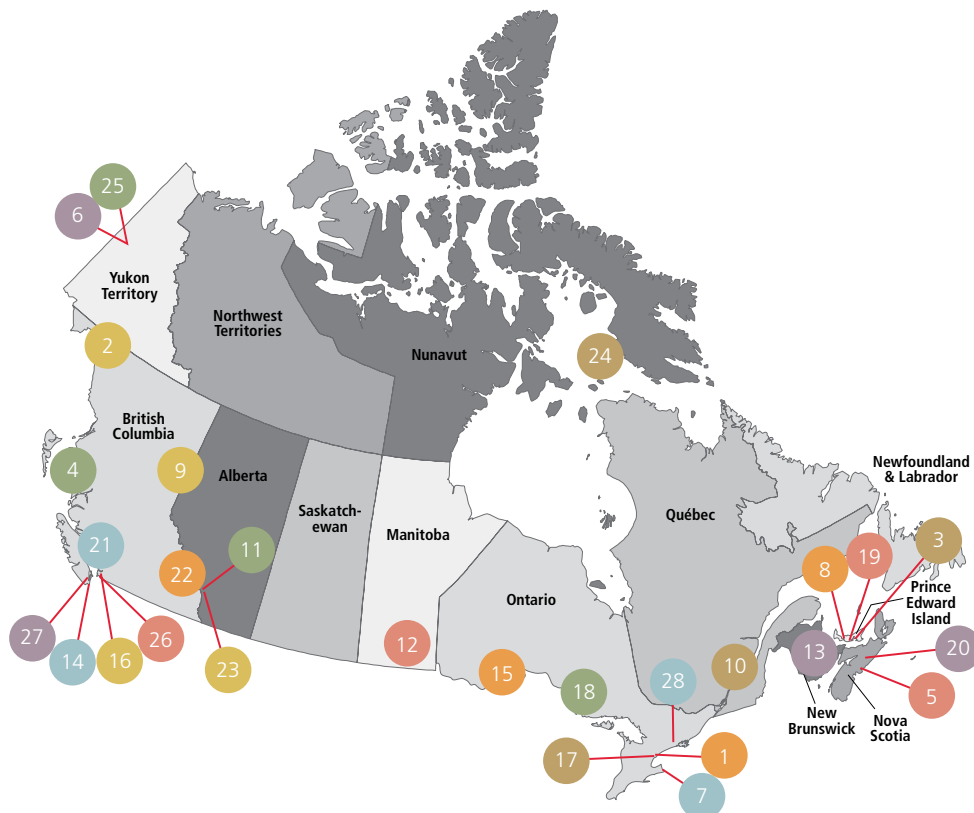 25
6
Yukon
Territory
Northwest
Territories
2
Nunavut
24
British
Columbia
4
9
Alberta
Newfoundland
& Labrador
Saskatch-
ewan
Québec
Manitoba
21
11
22
8
19
3
Ontario
Prince
Edward
Island
27
14
16
26
23
12
15
18
28
10
13
20
5
New
Brunswick
Nova
Scotia
17
1
7